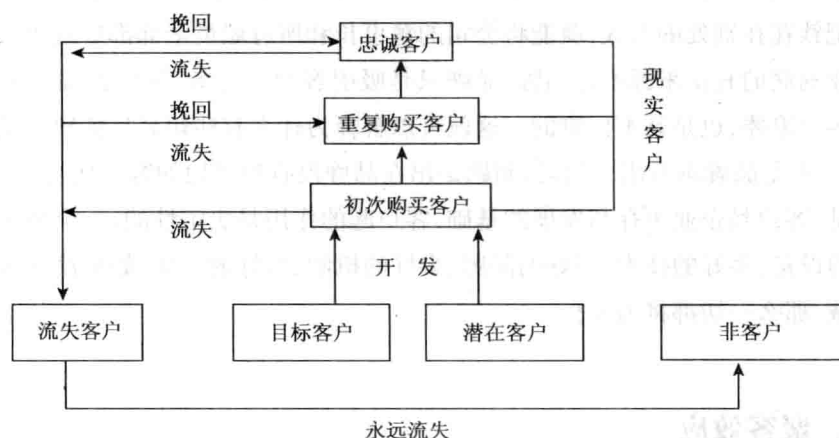 挽回
忠诚客户
流失
现实客户
挽回
重复购买客户
流失
初次购买客户
流失
开 发
流失客户
目标客户
潜在客户
非客户
永远流失